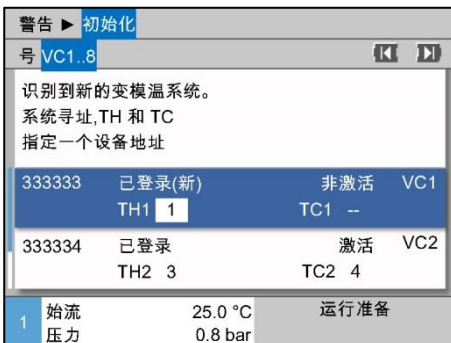 警告 ▶ 初始化
号 VC1..8
识别到新的变模温系统。
系统寻址,TH 和 TC
指定一个设备地址
333333 已登录(新) 非激活 VC1
TH1 1 TC1 --
333334 已登录 激活 VC2
TH2 3 TC2 4
1 始流 25.0 °C 运行准备
压力 0.8 bar